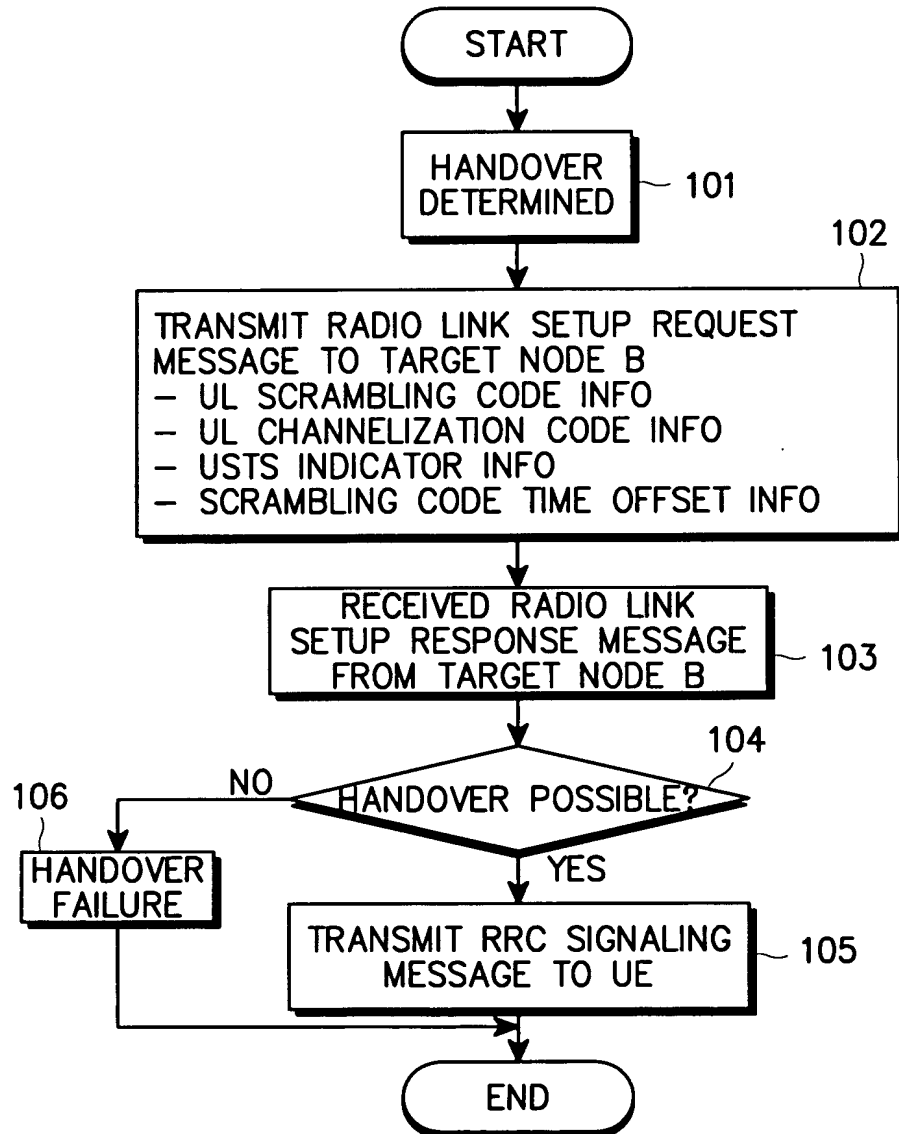 START
HANDOVER
DETERMINED
101
102
TRANSMIT RADIO LINK SETUP REQUEST
MESSAGE TO TARGET NODE B
– UL SCRAMBLING CODE INFO
– UL CHANNELIZATION CODE INFO
– USTS INDICATOR INFO
– SCRAMBLING CODE TIME OFFSET INFO
RECEIVED RADIO LINK
SETUP RESPONSE MESSAGE
FROM TARGET NODE B
103
104
HANDOVER POSSIBLE?
NO
106
HANDOVER
FAILURE
YES
TRANSMIT RRC SIGNALING
MESSAGE TO UE
105
END